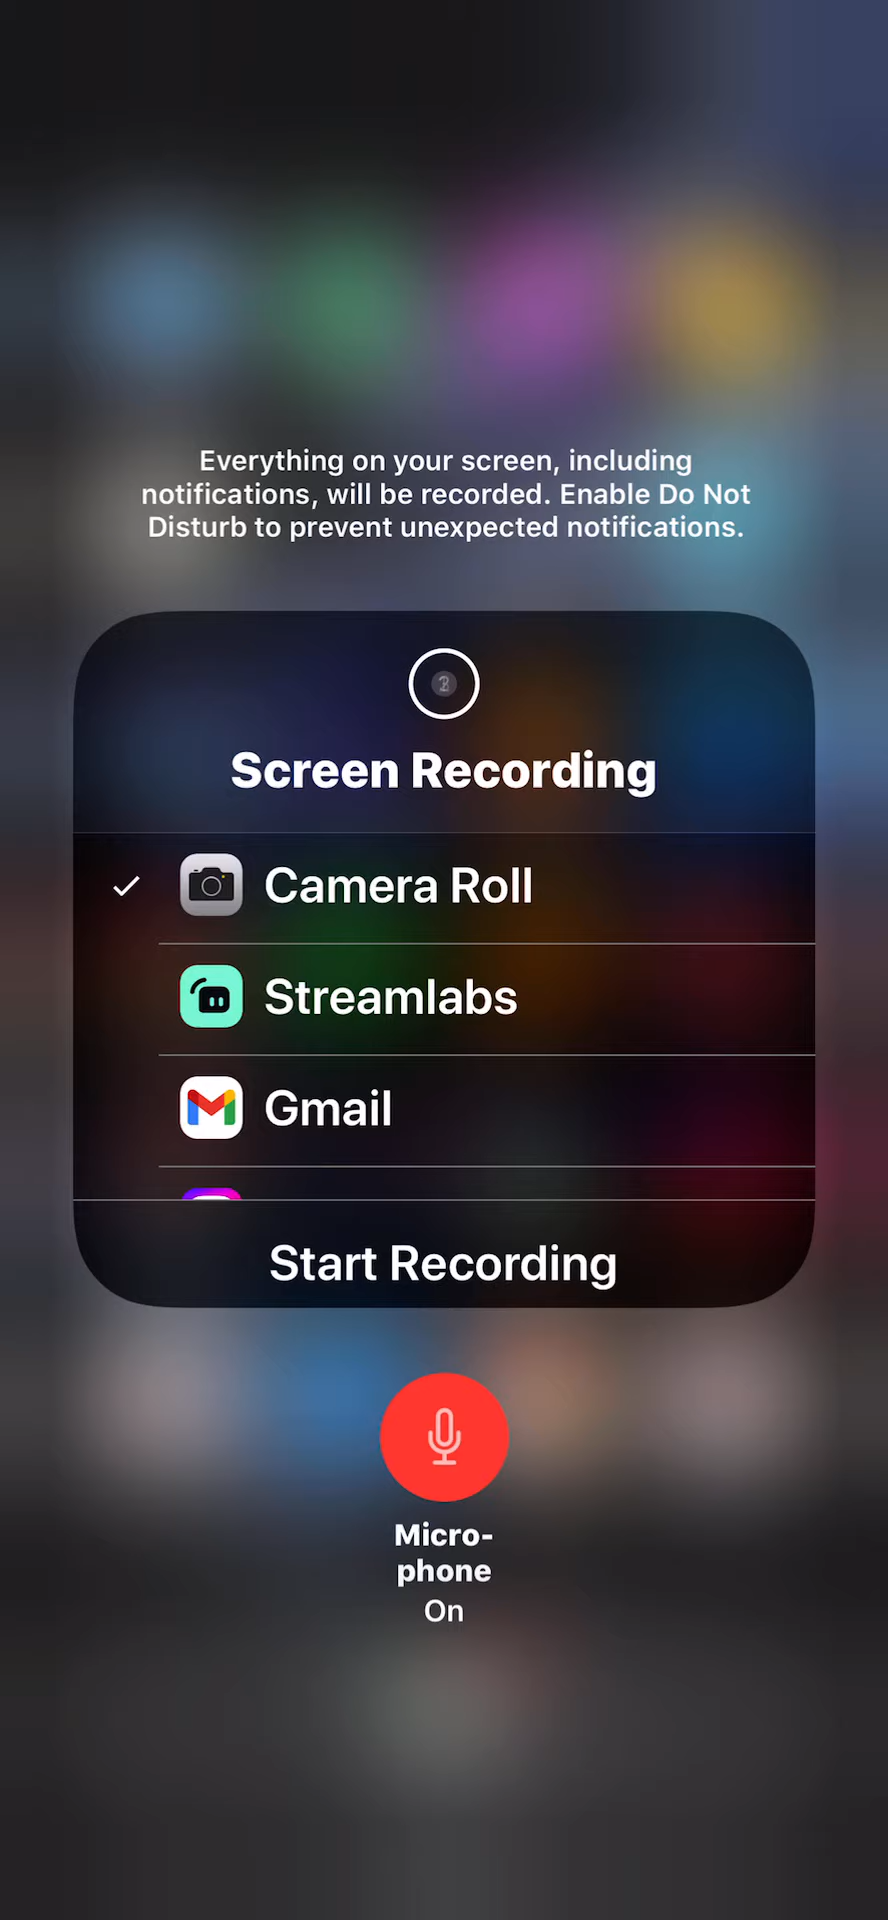 Everything on your screen, including
notifications, will be recorded. Enable Do Not
Disturb to prevent unexpected notifications.
Screen Recording
Camera Roll
Streamlabs
Gmail
Start Recording
Micro-
phone
On